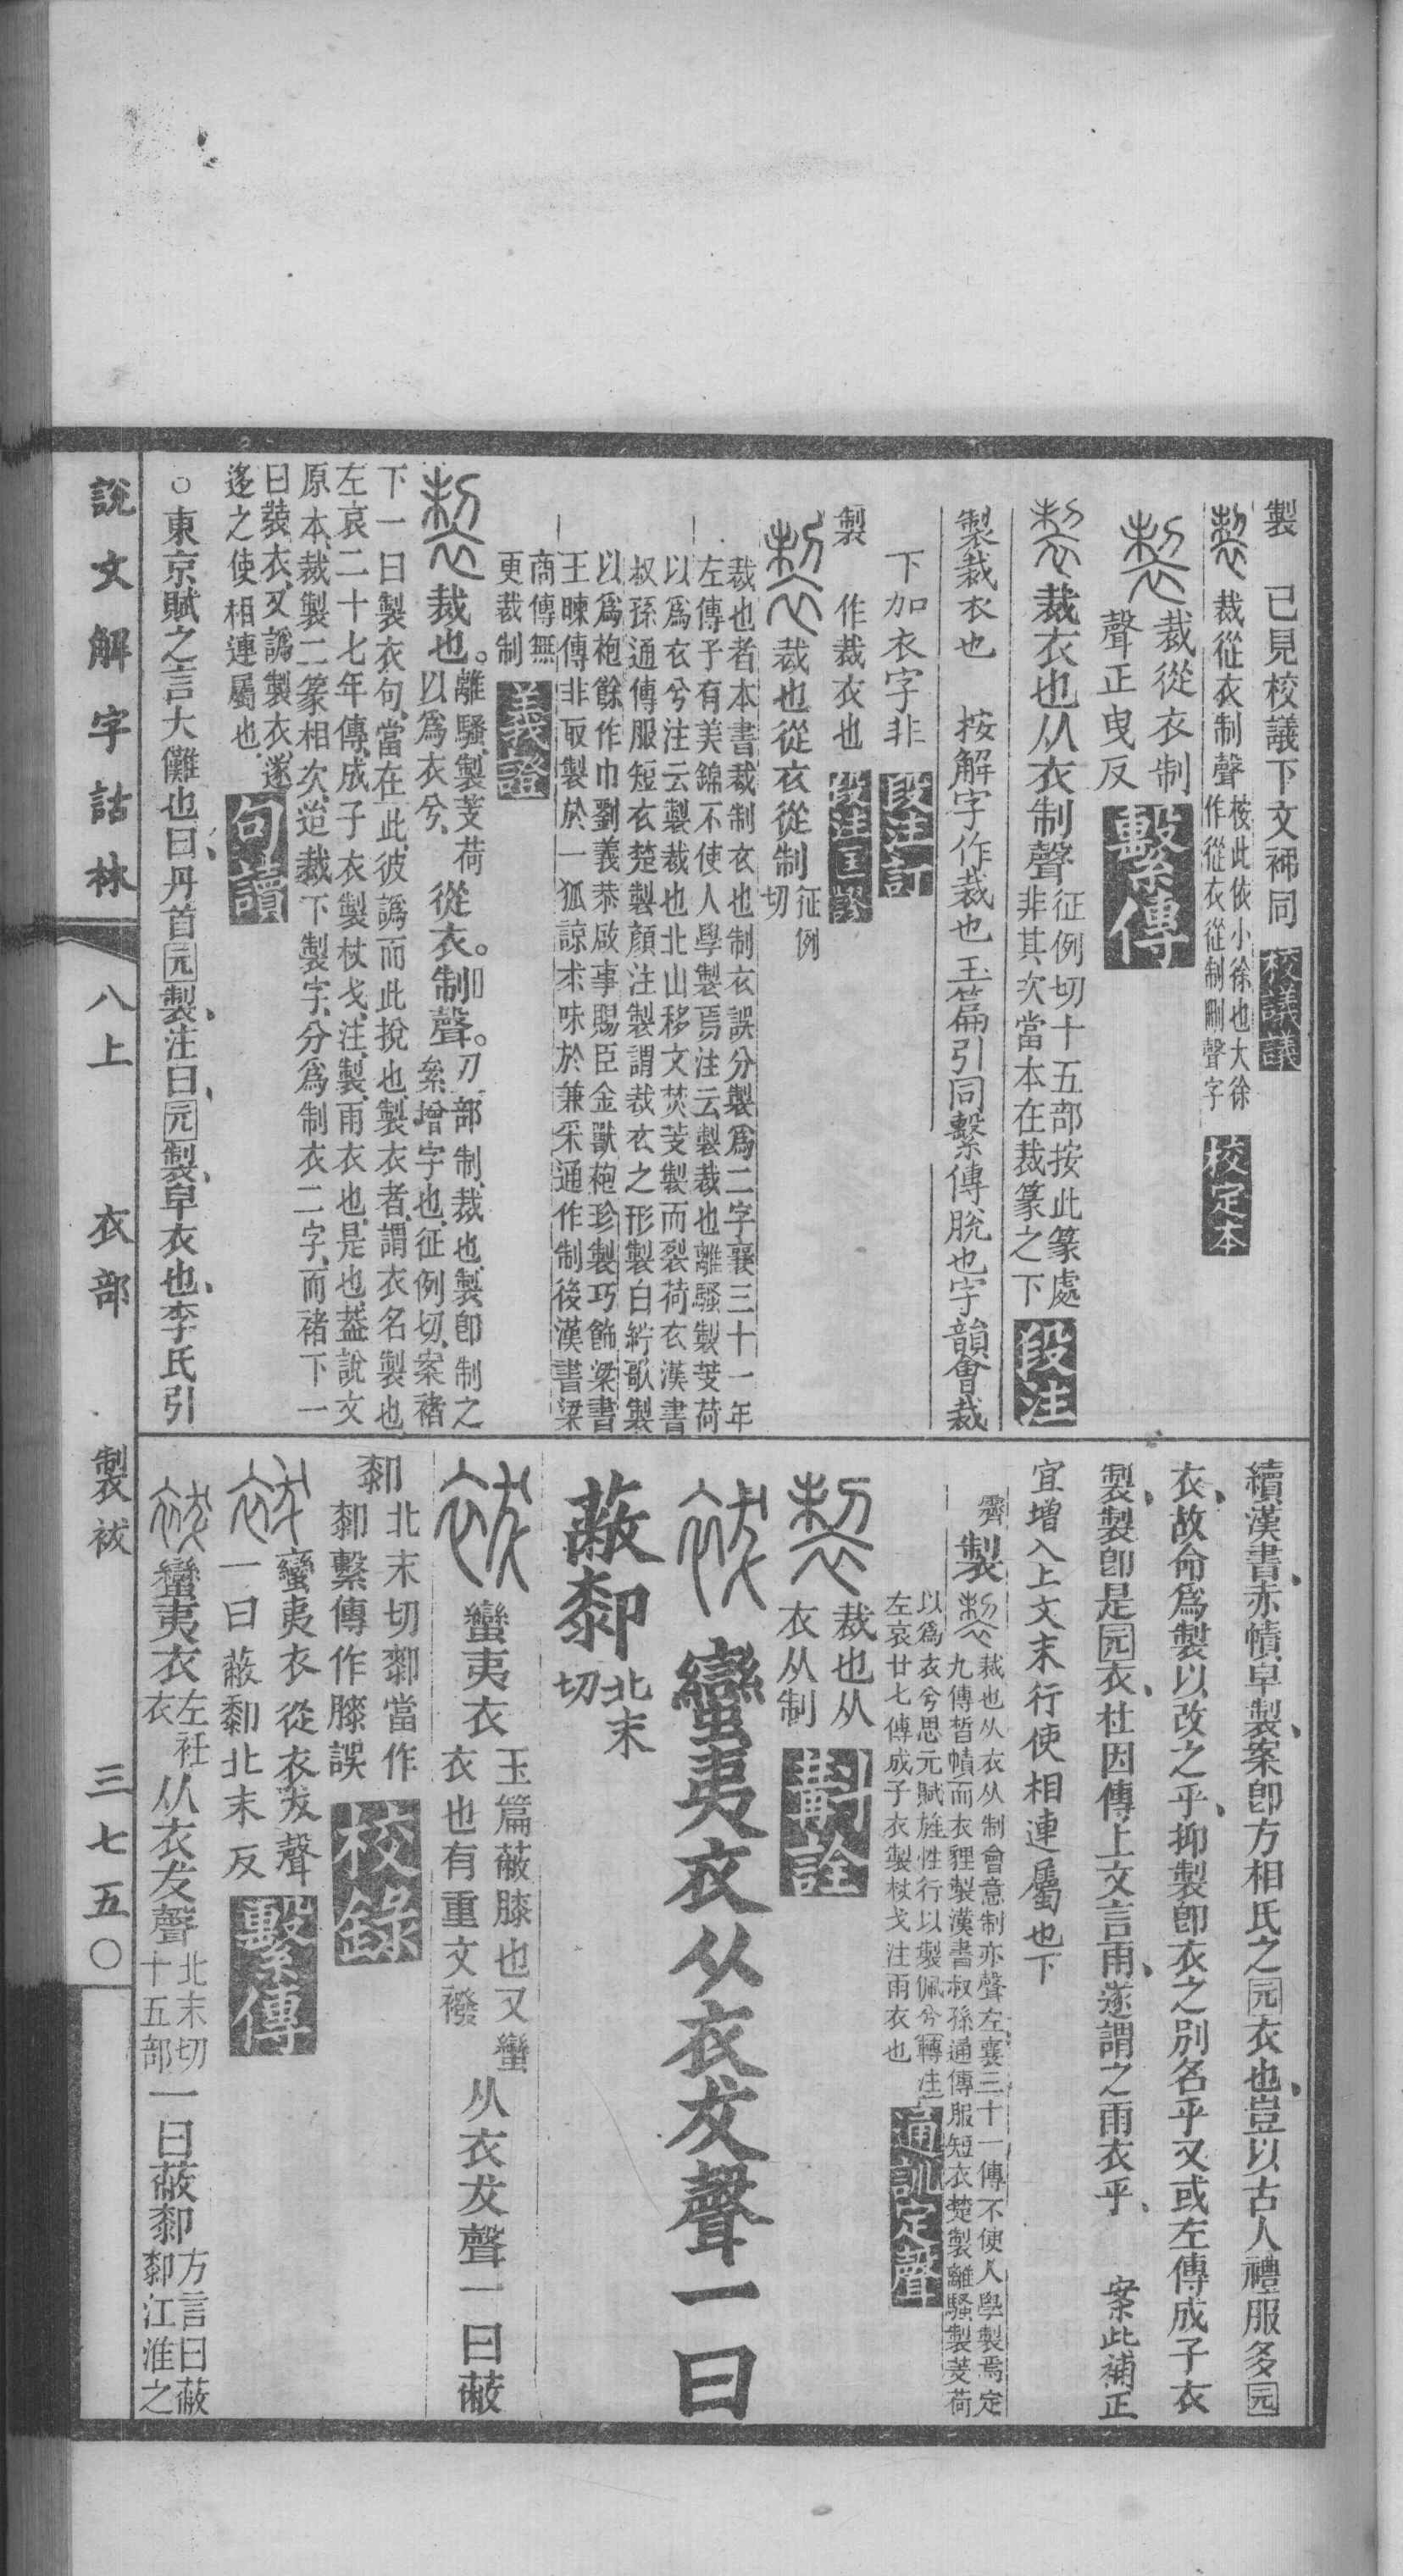 製　已見校議下文䄖同　校議議
裁從衣制聲
桉此依小徐也大徐
作從衣從制刪聲字
校定本
裁從衣制
聲正曳反
繫傳
裁衣也从衣制聲
征例切十五部按此篆處
非其次當本在裁篆之下
段注
製裁衣也　按解字作裁也玉篇引同繫傳脫也字韻會裁
下加衣字非
段注訂
製　作裁衣也　段注匡謬
裁也從衣從制
征例
切
裁也者本書裁制衣也制衣誤分製爲二字襄三十一年
左傳子有美錦不使人學製焉注云製裁也離騷製芰荷
以爲衣兮注云製裁也北山移文焚芰製而裂荷衣漢書
叔孫通傳服短衣楚製顏注製謂裁衣之形製白紵歌製
以爲袍餘作巾劉義恭啟事賜臣金獸袍珍製巧飾梁書
王暕傳非取製於一狐諒求味於兼采通作制後漢書梁
商傳無
更裁制
義證
裁也。
離騷、製芰荷
以爲衣兮、
從衣。制聲。
刀部制、裁也、製、卽制之
絫增字也、征例切、案褚
下一曰製衣句、當在此、彼譌而此挩也、製衣者、謂衣名製也
左哀二十七年傳、成子衣製杖戈、注、製、雨衣也、是也、葢說文
原本、裁製二篆相次、迨裁下製字、分爲制衣二字、而褚下一
曰裝衣、又譌製衣、遂
逐之使相連屬也、
句讀
○東京賦之言大儺也曰、丹首元製、注曰、元製、皁衣也、李氏引
續漢書、赤幘皁製、案卽方相氏之元衣也、豈以古人禮服多元
衣、故命爲製以改之乎、抑製卽衣之別名乎又或左傳成子衣
製、製卽是元衣、杜因傳上文言雨、遂謂之雨衣乎、　案此補正
宜增入上文末行使相連屬也下
霽　製
裁也从衣从制會意制亦聲左襄三十一傳不使人學製焉定
九傳晳幘而衣貍製漢書叔孫通傳服短衣楚製離騷製芰荷
以爲衣兮思元賦旌性行以製佩兮轉注
左哀廿七傳成子衣製杖戈注雨衣也
通訓定聲
裁也从
衣从制
斠詮
蠻夷衣从衣犮聲一曰
蔽厀
北末
切
蠻夷衣
玉篇蔽膝也又蠻
衣也有重文襏
从衣犮聲一曰蔽
厀
北末切厀當作
厀繫傳作膝誤
校錄
蠻夷衣從衣犮聲
一曰蔽厀北末反
繫傳
蠻夷衣
左衽
衣
从衣犮聲
北末切
十五部
一曰蔽厀
方言曰蔽
厀江淮之
說文解字詁林　八上　衣部　製袚　三七五〇